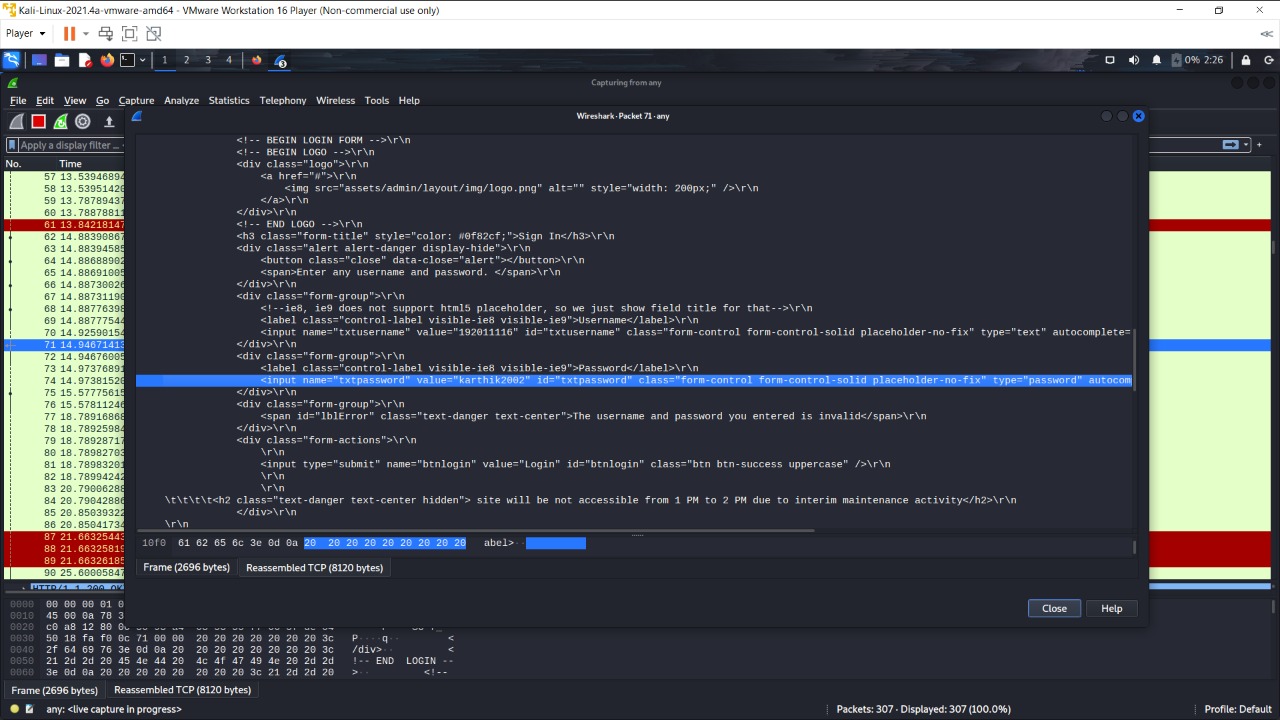 Kali-Linux-2021.4a-vmware-amd64 - VMware Workstation 16 Player (Non-commercial use only)
Player
1 2 3 4 3 0% 2:26
Capturing from any
File Edit View Go Capture Analyze Statistics Telephony Wireless Tools Help
Wireshark · Packet 71 · any
Apply a display filter ...
No. Time
57 13.53946894
58 13.53951420
59 13.78789437
60 13.78878811
61 13.84218147
62 14.88390867
63 14.88394585
64 14.88688902
65 14.88691005
66 14.88730026
67 14.88731190
68 14.88776398
69 14.88777545
70 14.92590154
71 14.94671413
72 14.94676005
73 14.97376891
74 14.97381520
75 15.57775615
76 15.57811246
77 18.78916868
78 18.78925984
79 18.78928717
80 18.78982703
81 18.78983201
82 18.78994242
83 20.79006288
84 20.79042886
85 20.85039322
86 20.85041734
87 21.66325443
88 21.66325819
89 21.66326185
90 25.60005847
<!-- BEGIN LOGIN FORM -->\r\n
<!-- BEGIN LOGO -->\r\n
<div class="logo">\r\n
<a href="#">\r\n
<img src="assets/admin/layout/img/logo.png" alt="" style="width: 200px;" />\r\n
</a>\r\n
</div>\r\n
<!-- END LOGO -->\r\n
<h3 class="form-title" style="color: #0f82cf;">Sign In</h3>\r\n
<div class="alert alert-danger display-hide">\r\n
<button class="close" data-close="alert"></button>\r\n
<span>Enter any username and password. </span>\r\n
</div>\r\n
<div class="form-group">\r\n
<!--ie8, ie9 does not support html5 placeholder, so we just show field title for that-->\r\n
<label class="control-label visible-ie8 visible-ie9">Username</label>\r\n
<input name="txtusername" value="192011116" id="txtusername" class="form-control form-control-solid placeholder-no-fix" type="text" autocomplete=
</div>\r\n
<div class="form-group">\r\n
<label class="control-label visible-ie8 visible-ie9">Password</label>\r\n
<input name="txtpassword" value="karthik2002" id="txtpassword" class="form-control form-control-solid placeholder-no-fix" type="password" autocom
</div>\r\n
<div class="form-group">\r\n
<span id="lblError" class="text-danger text-center">The username and password you entered is invalid</span>\r\n
</div>\r\n
<div class="form-actions">\r\n
\r\n
<input type="submit" name="btnlogin" value="Login" id="btnlogin" class="btn btn-success uppercase" />\r\n
\r\n
\r\n
\t\t\t\t\t<h2 class="text-danger text-center hidden"> site will be not accessible from 1 PM to 2 PM due to interim maintenance activity</h2>\r\n
</div>\r\n
\r\n
10f0 61 62 65 6c 3e 0d 0a 20 20 20 20 20 20 20 20 20 abel>··
Frame (2696 bytes) Reassembled TCP (8120 bytes)
Close Help
0000 00 00 00 01 0
0010 45 00 0a 78 3
0020 c0 a8 12 80 0
0030 50 18 fa f0 0c 71 00 00 20 20 20 20 20 20 20 3c P····q·· <
0040 2f 64 69 76 3e 0d 0a 20 20 20 20 20 20 20 20 3c /div>·· <
0050 21 2d 2d 20 45 4e 44 20 4c 4f 47 49 4e 20 2d 2d !-- END LOGIN --
0060 3e 0d 0a 20 20 20 20 20 20 20 20 3c 21 2d 2d 20 >·· <!--
Frame (2696 bytes) Reassembled TCP (8120 bytes)
any: <live capture in progress> Packets: 307 · Displayed: 307 (100.0%) Profile: Default